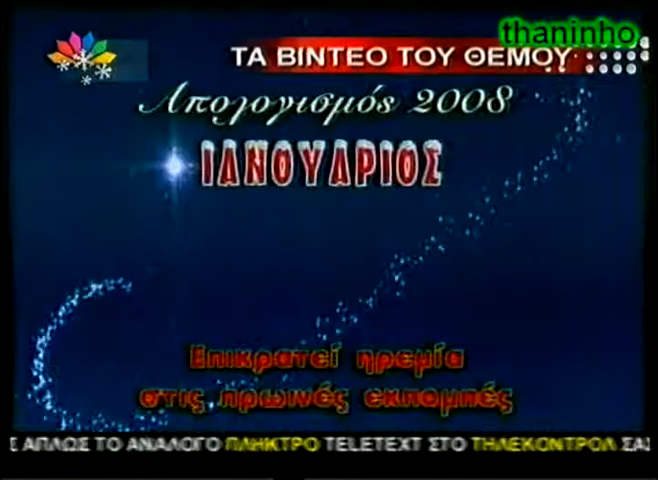 thaninho
ΤΑ ΒΙΝΤΕΟ ΤΟΥ ΘΕΜΟΥ
Απολογισμός 2008
ΙΑΝΟΥΑΡΙΟΣ
Επικρατεί ηρεμία
στις πρωινές εκπομπές
Σ ΑΠΛΩΣ ΤΟ ΑΝΑΛΟΓΟ ΠΛΗΚΤΡΟ TELETEXT ΣΤΟ ΤΗΛΕΚΟΝΤΡΟΛ ΣΑΣ